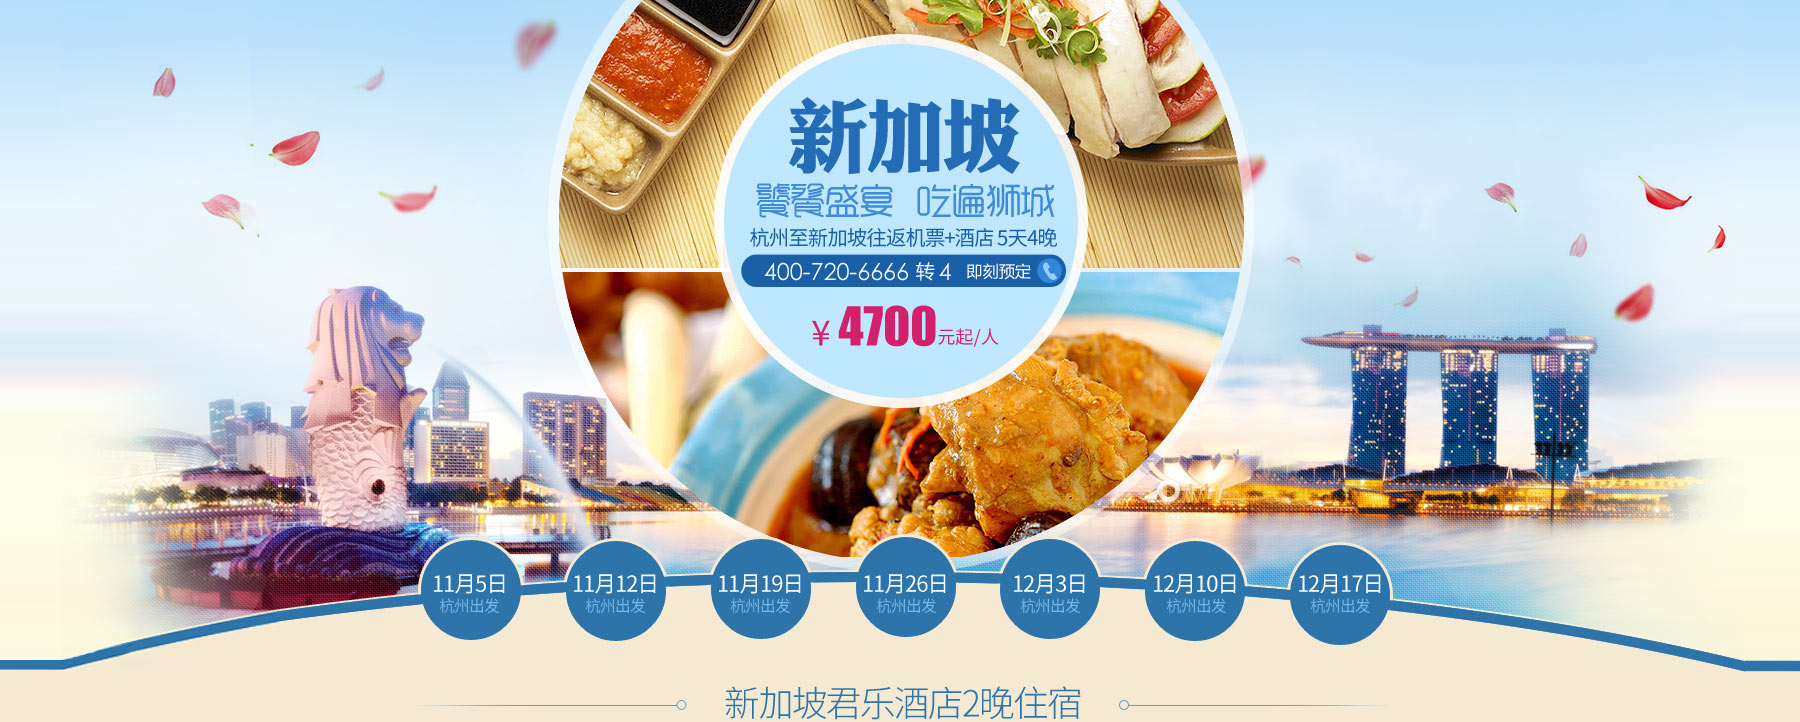 新加坡
饕餮盛宴 吃遍狮城
杭州至新加坡往返机票+酒店 5天4晚
400-720-6666 转 4 即刻预定
¥ 4700元起/人
11月5日
杭州出发
11月12日
杭州出发
11月19日
杭州出发
11月26日
杭州出发
12月3日
杭州出发
12月10日
杭州出发
12月17日
杭州出发
新加坡君乐酒店2晚住宿